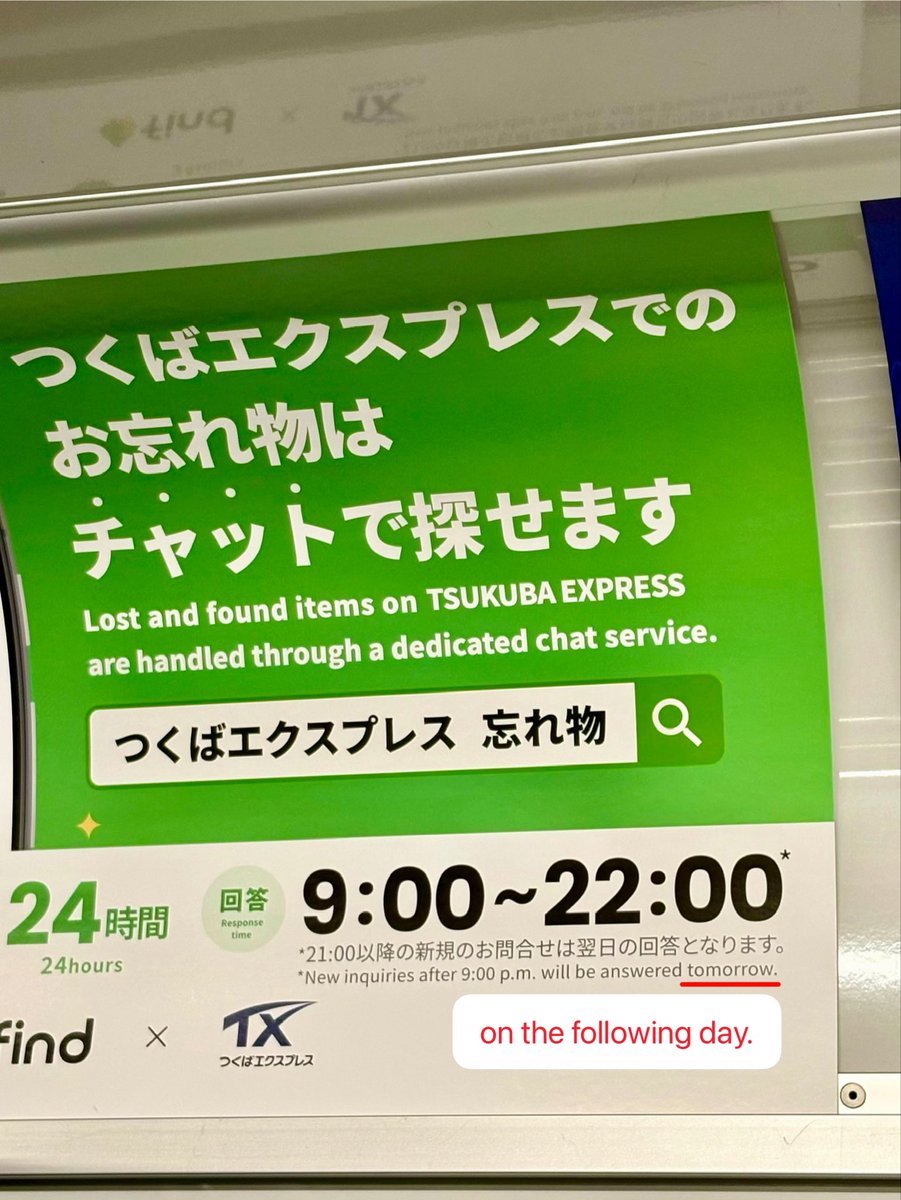 find × TX
つくばエクスプレスでの
お忘れ物は
チャットで探せます
Lost and found items on TSUKUBA EXPRESS
are handled through a dedicated chat service.
つくばエクスプレス 忘れ物
24時間
24hours
回答
Response
time
9:00~22:00*
*21:00以降の新規のお問合せは翌日の回答となります。
*New inquiries after 9:00 p.m. will be answered tomorrow.
on the following day.
find × TX
つくばエクスプレス